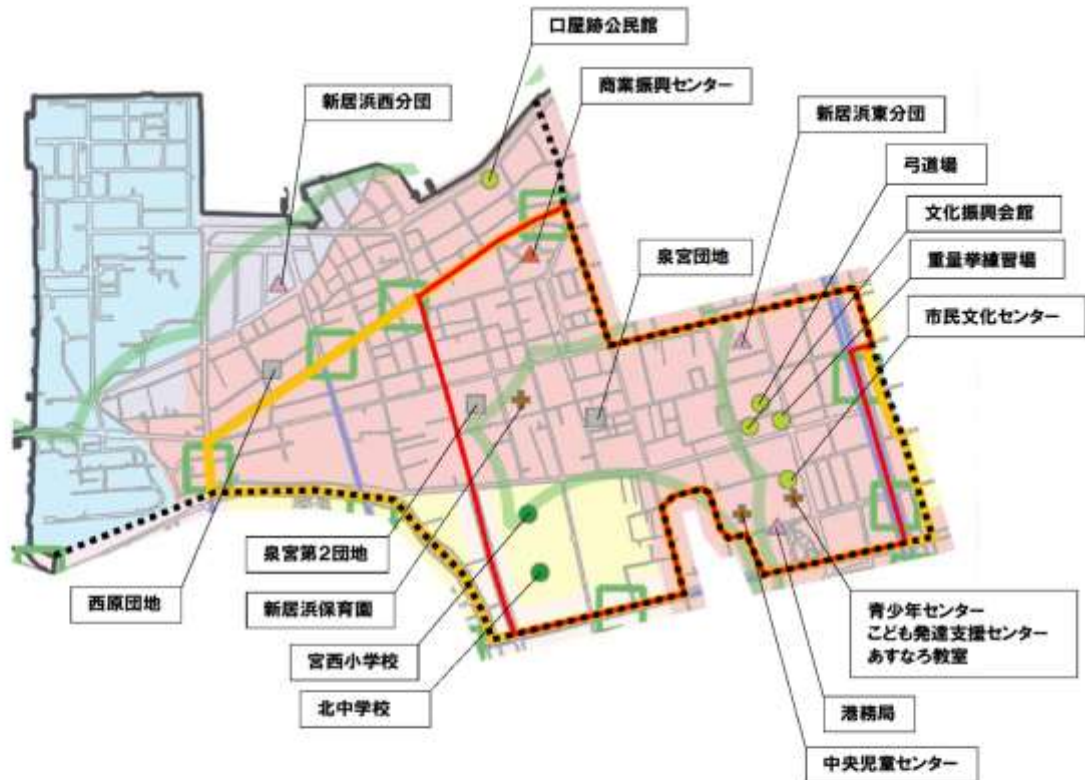 口屋跡公民館
商業振興センター
新居浜西分団
新居浜東分団
弓道場
文化振興会館
泉宮団地
重量挙練習場
市民文化センター
泉宮第2団地
西原団地
新居浜保育園
宮西小学校
北中学校
青少年センター
こども発達支援センター
あすなろ教室
港務局
中央児童センター